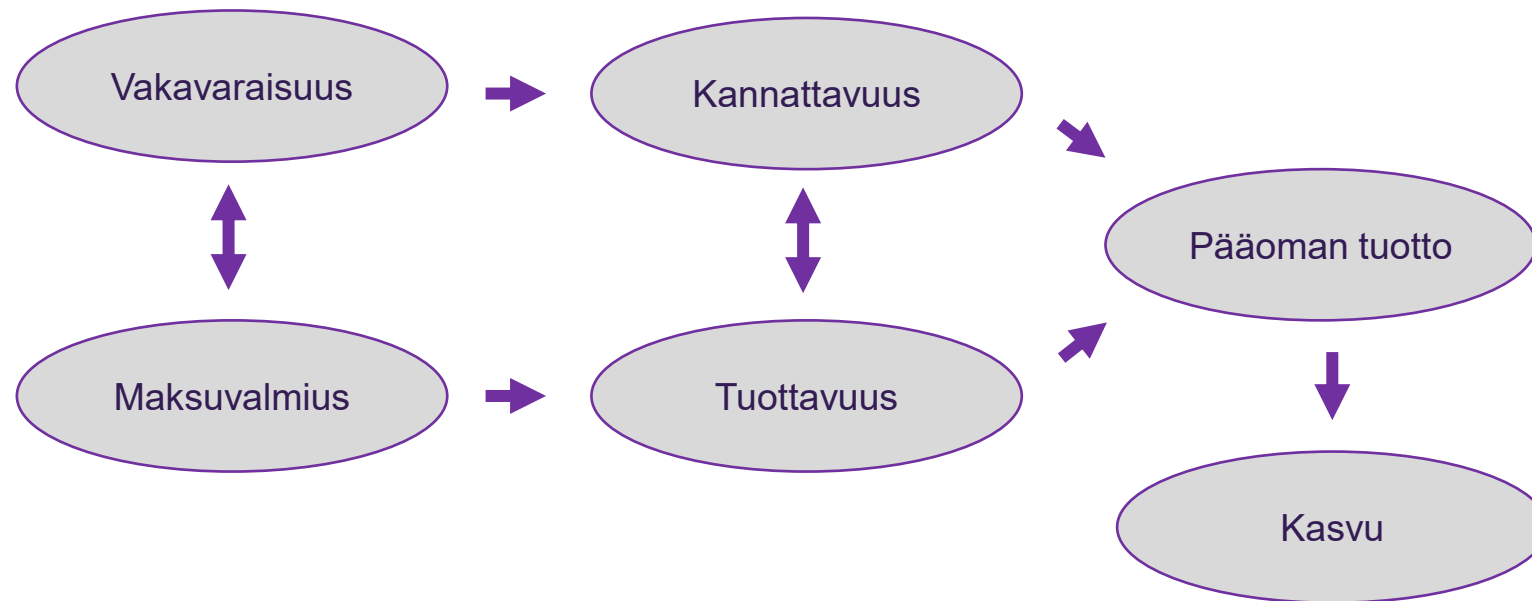 Vakavaraisuus
Kannattavuus
Pääoman tuotto
Maksuvalmius
Tuottavuus
Kasvu